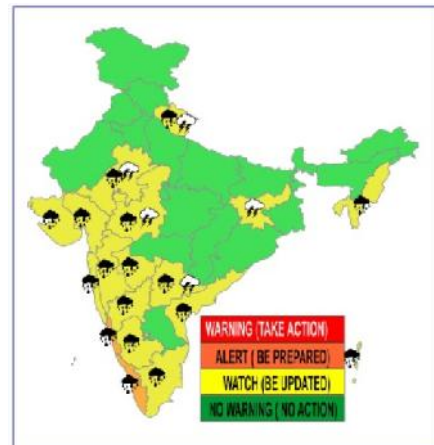 WARNING (TAKE ACTION)
ALERT ( BE PREPARED)
WATCH (BE UPDATED)
NO WARNING ( NO ACTION)